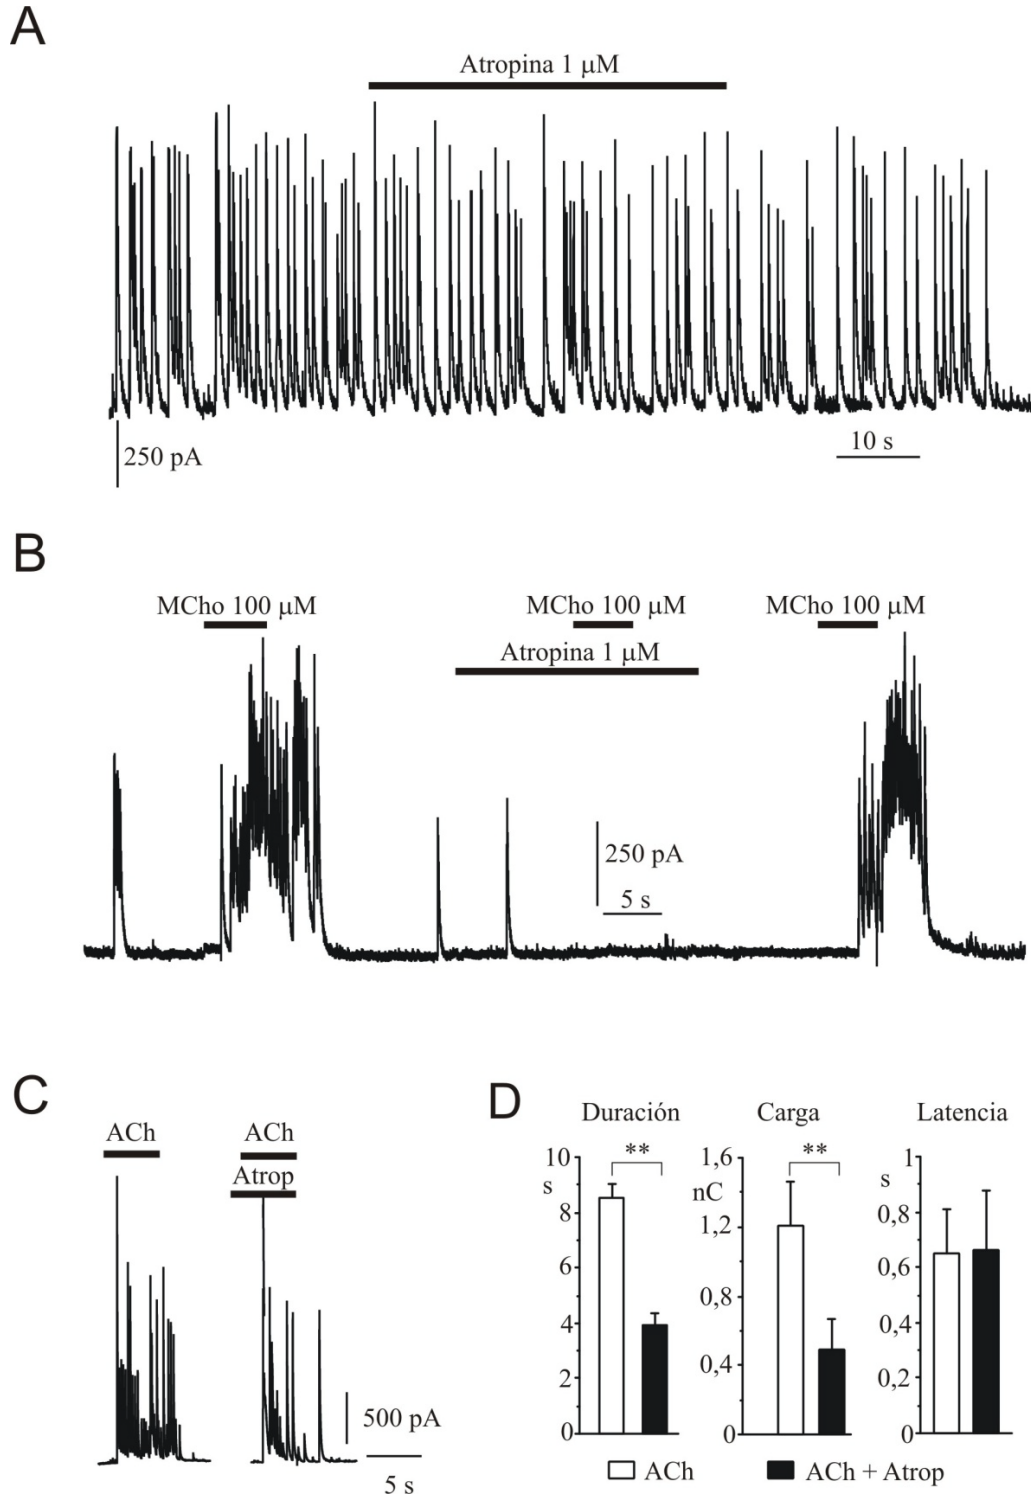 A
Atropina 1 μM
250 pA
10 s
B
MCho 100 μM
MCho 100 μM
MCho 100 μM
Atropina 1 μM
250 pA
5 s
C
ACh
ACh
Atrop
500 pA
5 s
D
Duración
Carga
Latencia
10
s
8
6
4
2
0
**
1,6
nC
1,2
0,8
0,4
0
**
1
s
0,8
0,6
0,4
0,2
0
ACh
ACh + Atrop